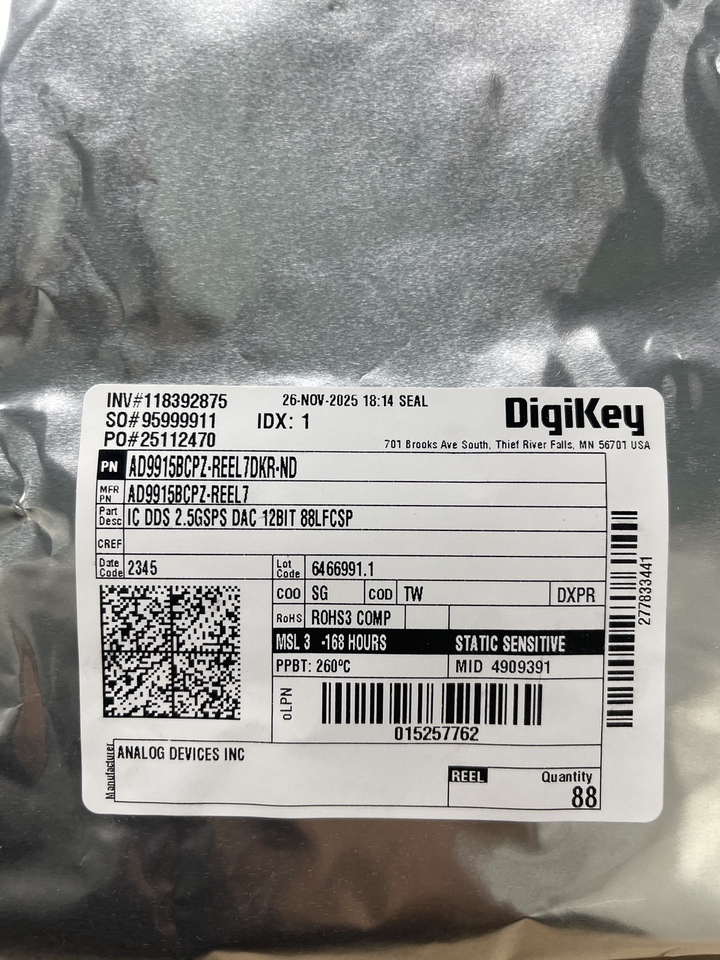 INV#118392875
26-NOV-2025 18:14 SEAL
SO#95999911
IDX: 1
PO#25112470
DigiKey
701 Brooks Ave South, Thief River Falls, MN 56701 USA
PN AD9915BCPZ-REEL7DKR-ND
MFR PN AD9915BCPZ-REEL7
Part Desc IC DDS 2.5GSPS DAC 12BIT 88LFCSP
CREF
Date Code 2345
Lot Code 6466991.1
COO SG COD TW DXPR
RoHS ROHS3 COMP
MSL 3 -168 HOURS STATIC SENSITIVE
PPBT: 260ºC MID 4909391
oLPN
015257762
277833441
Manufacturer ANALOG DEVICES INC
REEL Quantity
88